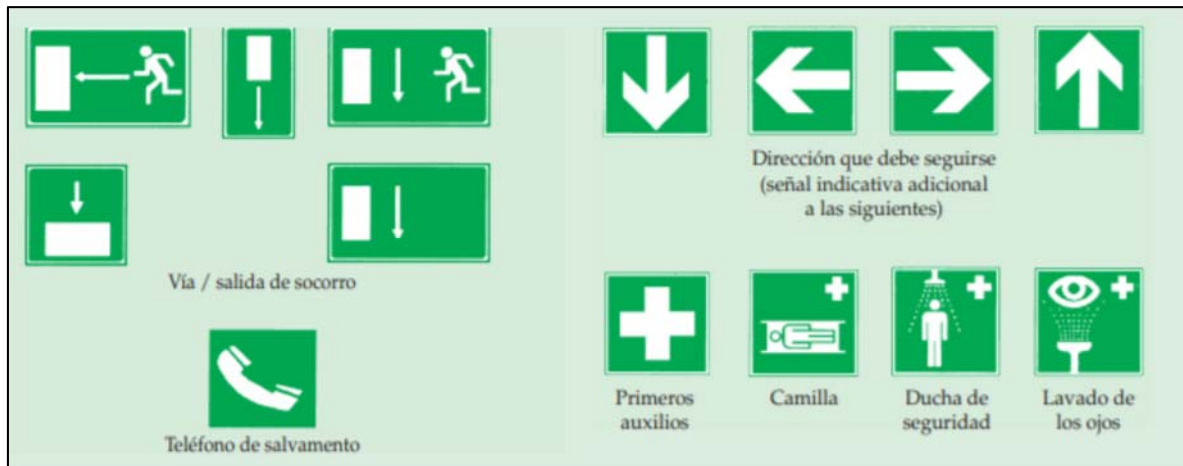 Vía / salida de socorro
Teléfono de salvamento
Dirección que debe seguirse
(señal indicativa adicional
a las siguientes)
Primeros
auxilios
Camilla
Ducha de
seguridad
Lavado de
los ojos